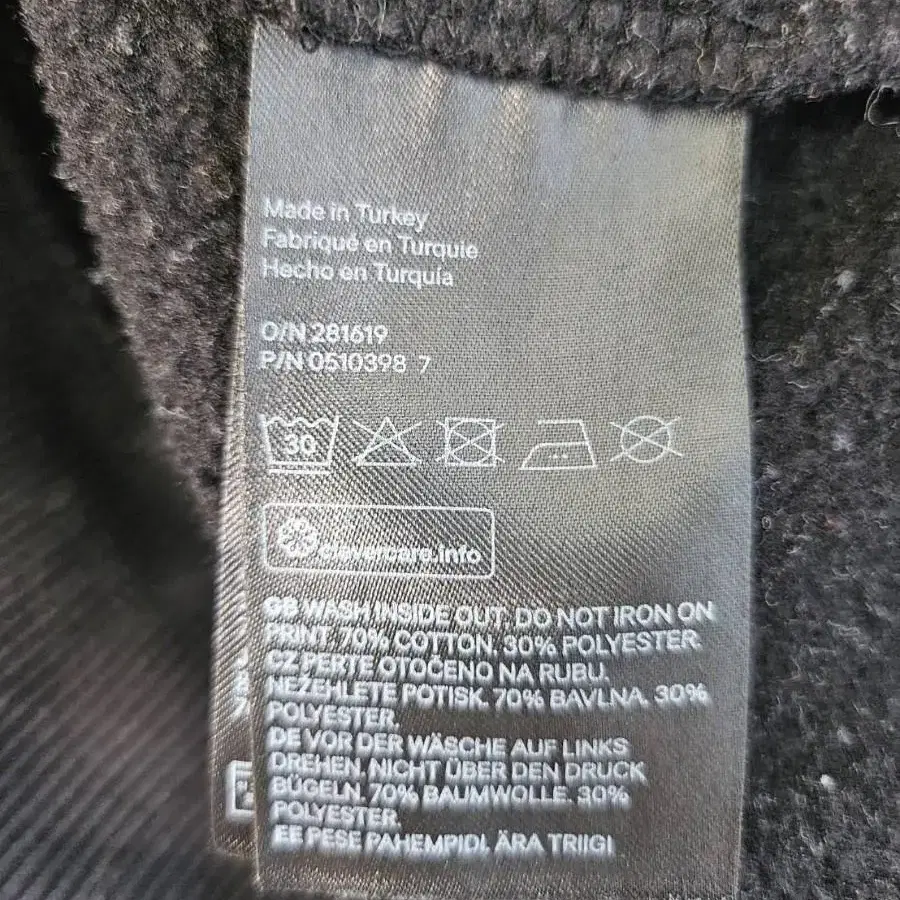 Made in Turkey
Fabriqué en Turquie
Hecho en Turquía
O/N 281619
P/N 0510398 7
30
clevercare.info
GB WASH INSIDE OUT. DO NOT IRON ON
PRINT. 70% COTTON. 30% POLYESTER.
CZ PERTE OTOČENO NA RUBU.
NEŽEHLETE POTISK. 70% BAVLNA. 30%
POLYESTER.
DE VOR DER WÄSCHE AUF LINKS
DREHEN. NICHT ÜBER DEN DRUCK
BÜGELN. 70% BAUMWOLLE. 30%
POLYESTER.
EE PESE PAHEMPIDI. ÄRA TRIIGI